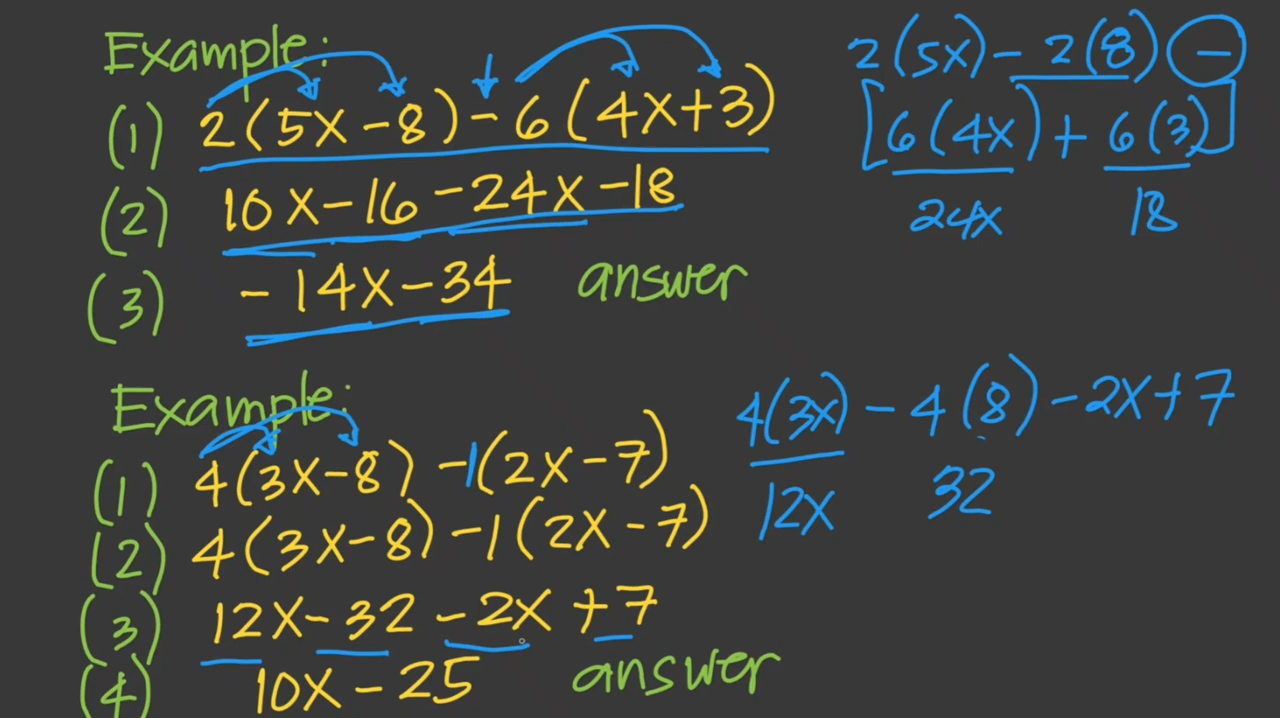 Example:
(1) 2(5x-8)-6(4x+3)
(2) 10x-16-24x-18
(3) -14x-34 answer
2(5x)-2(8)-
[6(4x)+6(3)]
24x 18
Example:
(1) 4(3x-8)-1(2x-7)
(2) 4(3x-8)-1(2x-7)
(3) 12x-32-2x+7
(4) 10x-25 answer
4(3x)-4(8)-2x+7
12x 32